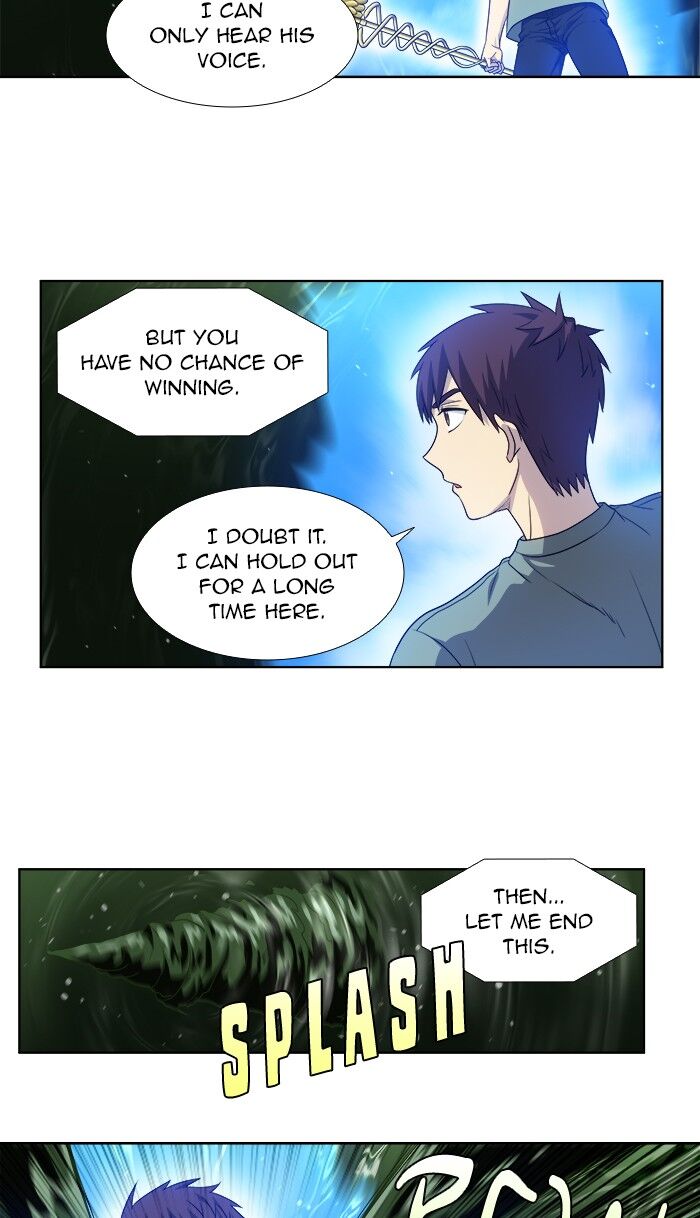 I CAN
ONLY HEAR HIS
VOICE.
BUT YOU
HAVE NO CHANCE OF
WINNING.
I DOUBT IT.
I CAN HOLD OUT
FOR A LONG
TIME HERE.
THEN...
LET ME END
THIS.
SPLASH